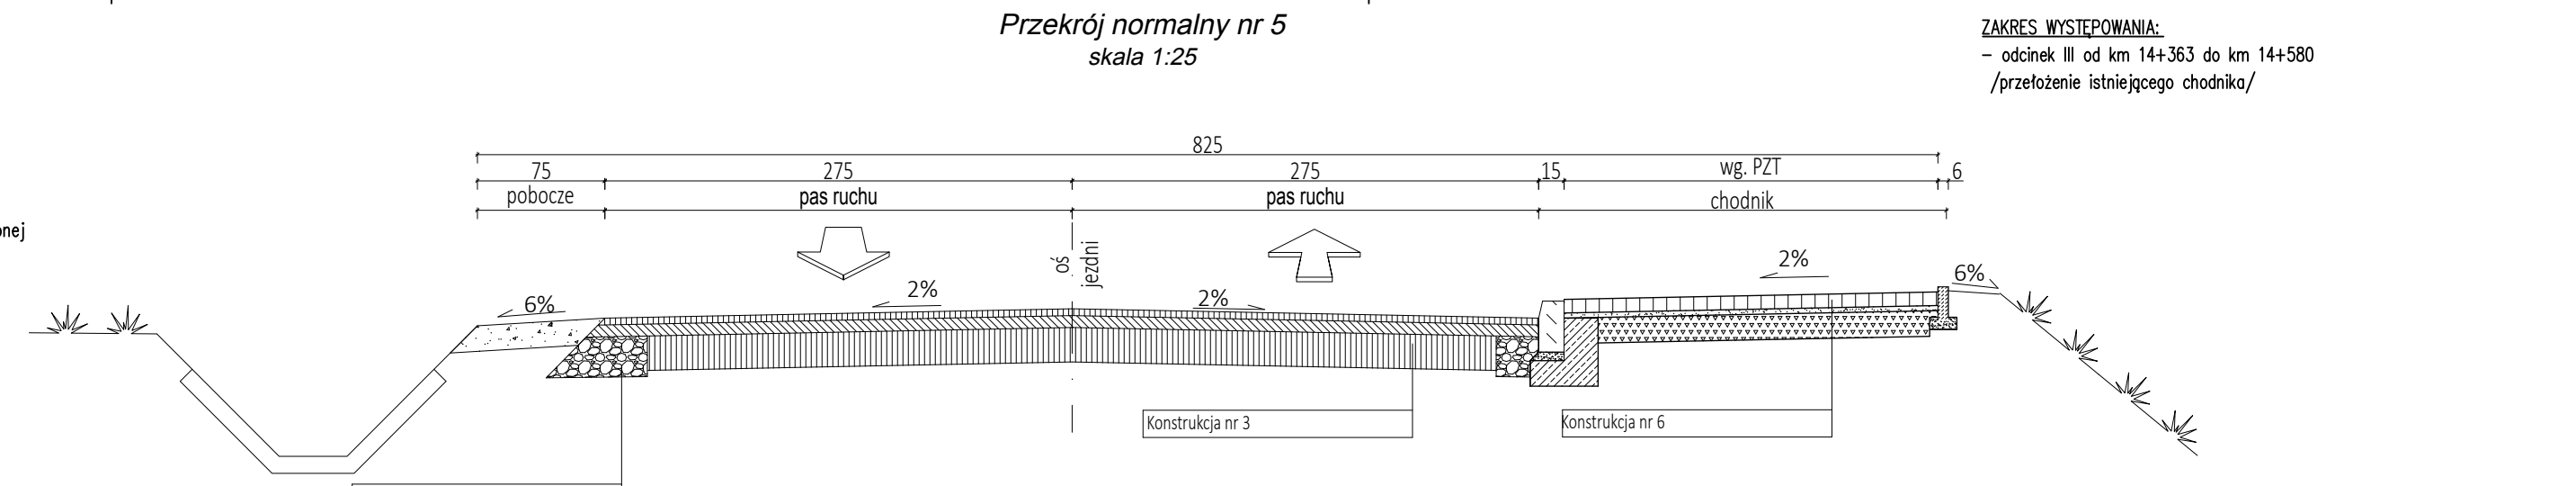 Przekrój normalny nr 5
skala 1:25
ZAKRES WYSTĘPOWANIA:
– odcinek III od km 14+363 do km 14+580
/przełożenie istniejącego chodnika/
825
75 275 275 15 wg. PZT 6
pobocze pas ruchu pas ruchu chodnik
onej
oś
jezdni
6% 2% 2% 2% 6%
Konstrukcja nr 3
Konstrukcja nr 6